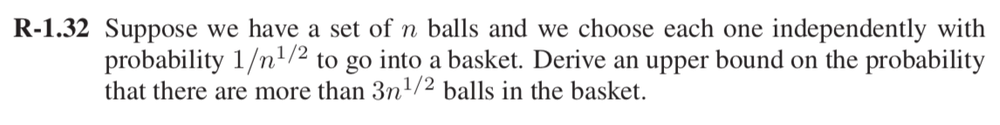 R-1.32 Suppose we have a set of n balls and we choose each one independently with
probability 1/n^{1/2} to go into a basket. Derive an upper bound on the probability
that there are more than 3n^{1/2} balls in the basket.